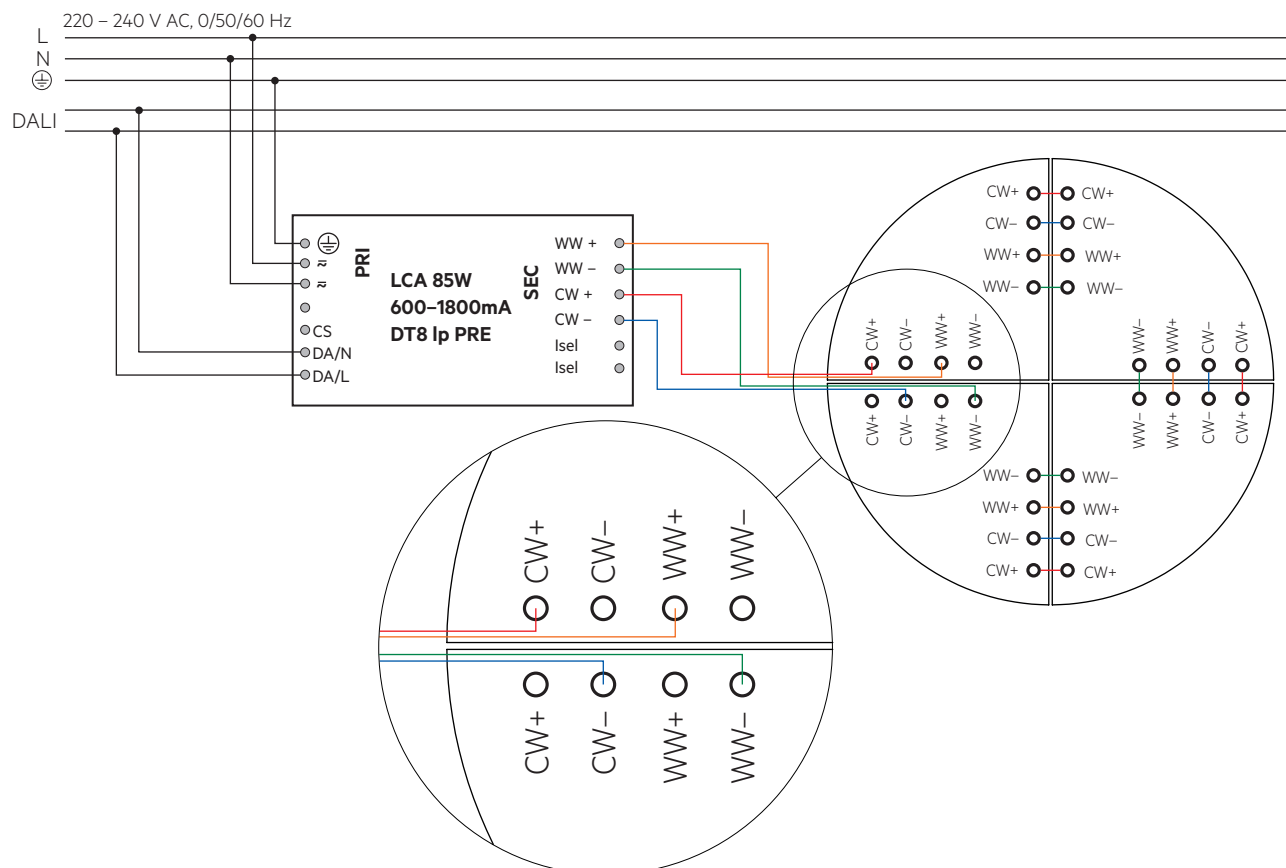 220 – 240 V AC, 0/50/60 Hz
L
N
DALI
PRI
CS
DA/N
DA/L
LCA 85W
600–1800mA
DT8 lp PRE
SEC
WW +
WW –
CW +
CW –
Isel
Isel
CW+ CW+
CW– CW–
WW+ WW+
WW– WW–
CW+ CW– WW+ WW–
CW+ CW– WW+ WW–
WW– WW+ CW– CW+
WW– WW+ CW– CW+
WW– WW–
WW+ WW+
CW– CW–
CW+ CW+
CW+ CW– WW+ WW–
CW+ CW– WW+ WW–